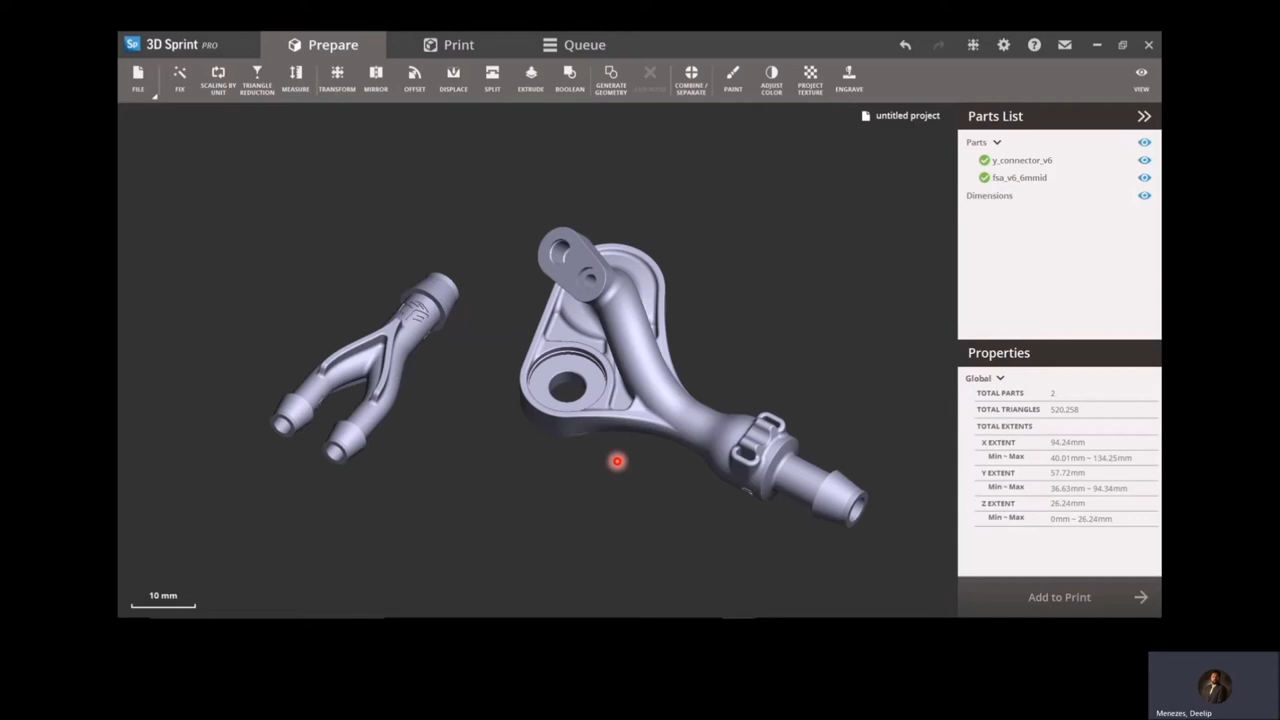 Sp 3D Sprint PRO
Prepare
Print
Queue
FILE
FIX
SCALING BY UNIT
TRIANGLE REDUCTION
MEASURE
TRANSFORM
MIRROR
OFFSET
DISPLACE
SPLIT
EXTRUDE
BOOLEAN
GENERATE GEOMETRY
COMBINE / SEPARATE
PAINT
ADJUST COLOR
PROJECT TEXTURE
ENGRAVE
VIEW
untitled project
Parts List
Parts
y_connector_v6
fsa_v6_6mmid
Dimensions
Properties
Global
TOTAL PARTS 2
TOTAL TRIANGLES 520.258
TOTAL EXTENTS
X EXTENT 94.24mm
Min ~ Max 40.01mm ~ 134.25mm
Y EXTENT 57.72mm
Min ~ Max 36.63mm ~ 94.34mm
Z EXTENT 26.24mm
Min ~ Max 0mm ~ 26.24mm
Add to Print
10 mm
Menezes, Deelip